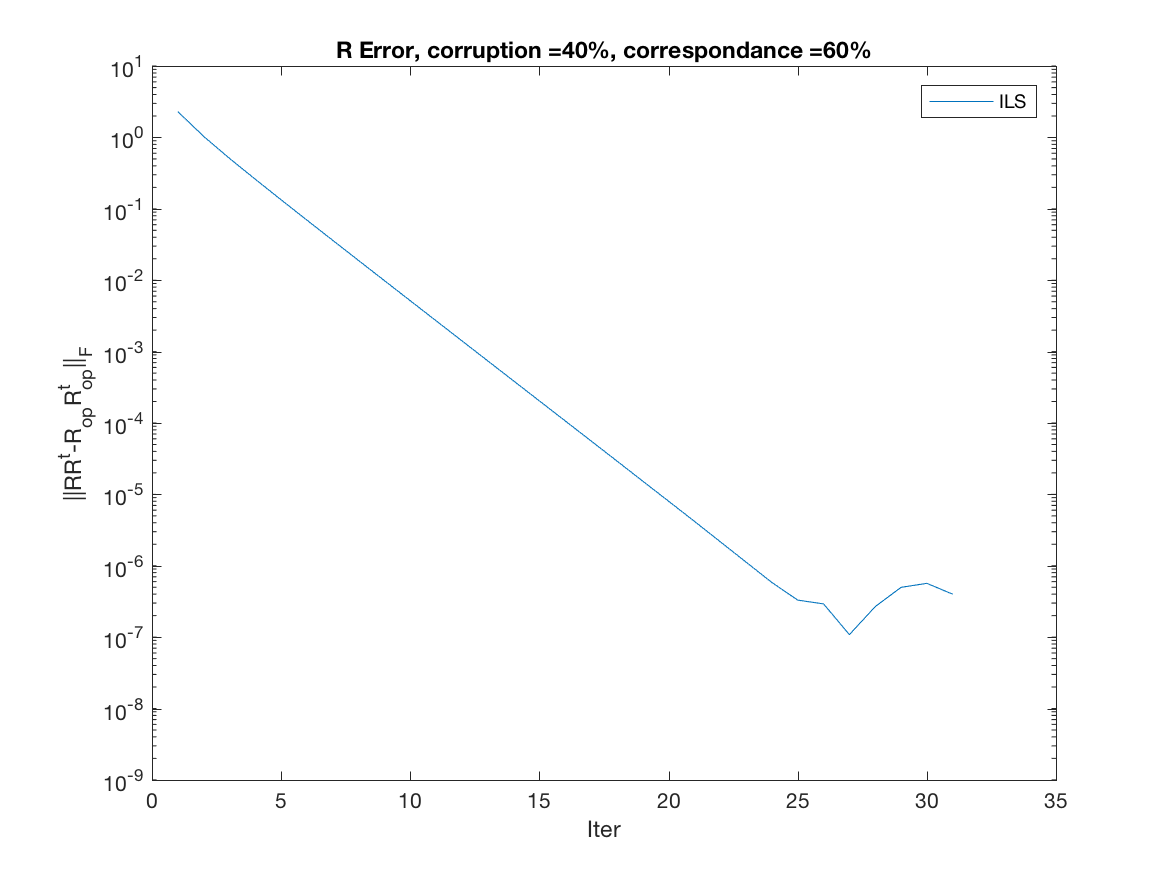 R Error, corruption =40%, correspondance =60%
ILS
10^1
10^0
10^-1
10^-2
10^-3
10^-4
10^-5
10^-6
10^-7
10^-8
10^-9
||RR^t-R_op R^t_op||_F
0 5 10 15 20 25 30 35
Iter